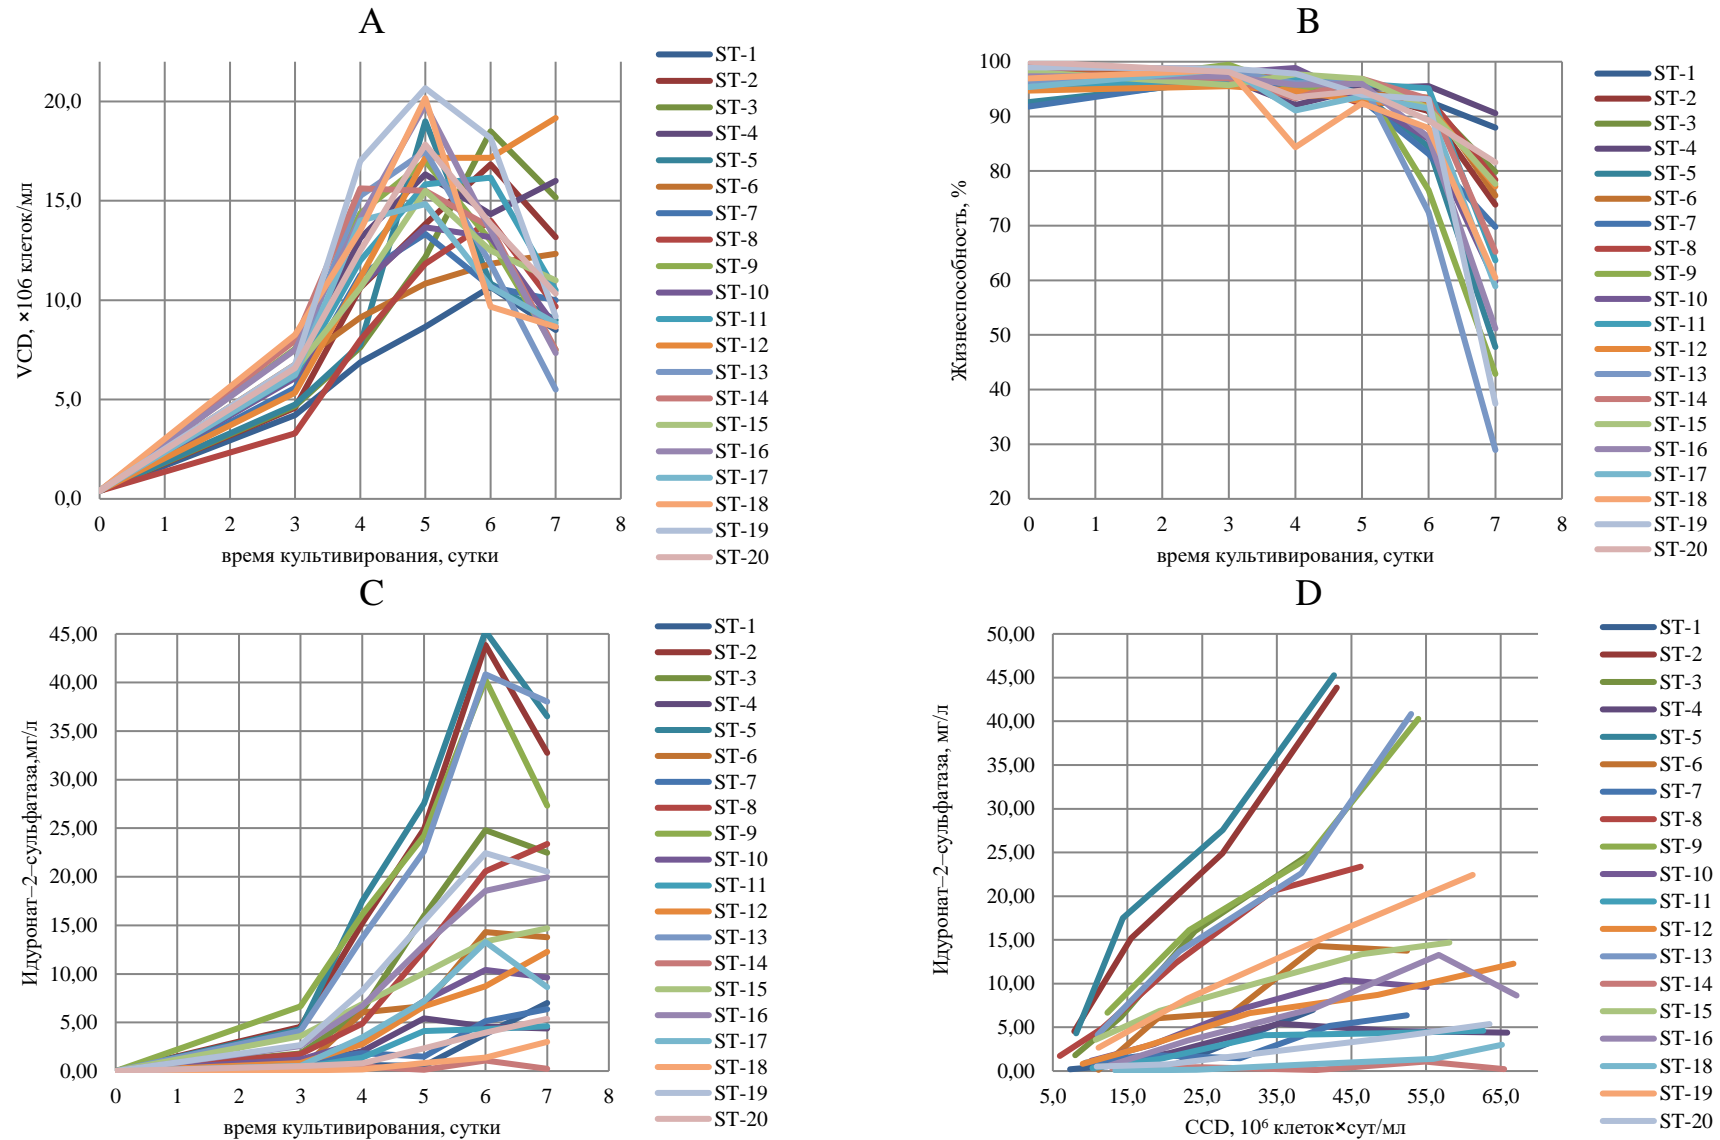 A
VCD, ×106 клеток/мл
20,0
15,0
10,0
5,0
0,0
0 1 2 3 4 5 6 7 8
время культивирования, сутки
ST-1
ST-2
ST-3
ST-4
ST-5
ST-6
ST-7
ST-8
ST-9
ST-10
ST-11
ST-12
ST-13
ST-14
ST-15
ST-16
ST-17
ST-18
ST-19
ST-20
B
Жизнеспособность, %
100
90
80
70
60
50
40
30
20
0 1 2 3 4 5 6 7 8
время культивирования, сутки
ST-1
ST-2
ST-3
ST-4
ST-5
ST-6
ST-7
ST-8
ST-9
ST-10
ST-11
ST-12
ST-13
ST-14
ST-15
ST-16
ST-17
ST-18
ST-19
ST-20
C
Идуронат–2–сульфатаза,мг/л
45,00
40,00
35,00
30,00
25,00
20,00
15,00
10,00
5,00
0,00
0 1 2 3 4 5 6 7 8
время культивирования, сутки
ST-1
ST-2
ST-3
ST-4
ST-5
ST-6
ST-7
ST-8
ST-9
ST-10
ST-11
ST-12
ST-13
ST-14
ST-15
ST-16
ST-17
ST-18
ST-19
ST-20
D
Идуронат–2–сульфатаза, мг/л
50,00
45,00
40,00
35,00
30,00
25,00
20,00
15,00
10,00
5,00
0,00
5,0 15,0 25,0 35,0 45,0 55,0 65,0
CCD, 10⁶ клеток×сут/мл
ST-1
ST-2
ST-3
ST-4
ST-5
ST-6
ST-7
ST-8
ST-9
ST-10
ST-11
ST-12
ST-13
ST-14
ST-15
ST-16
ST-18
ST-19
ST-20